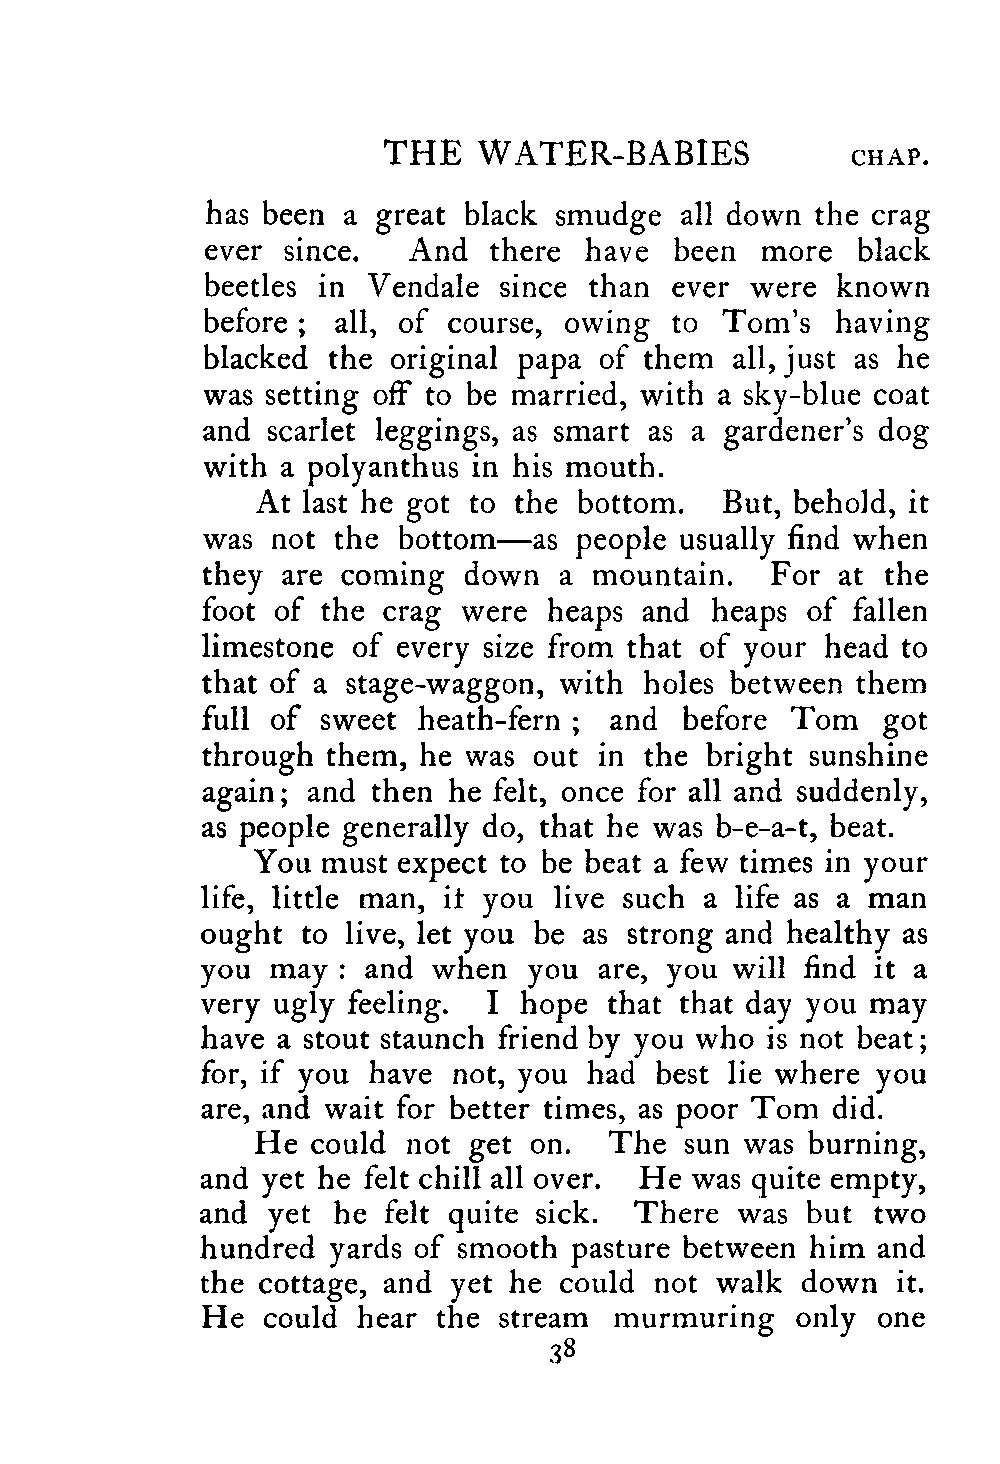 THE WATER-BABIES CHAP.
has been a great black smudge all down the crag
ever since. And there have been more black
beetles in Vendale since than ever were known
before ; all, of course, owing to Tom's having
blacked the original papa of them all, just as he
was setting off to be married, with a sky-blue coat
and scarlet leggings, as smart as a gardener's dog
with a polyanthus in his mouth.
At last he got to the bottom. But, behold, it
was not the bottom—as people usually find when
they are coming down a mountain. For at the
foot of the crag were heaps and heaps of fallen
limestone of every size from that of your head to
that of a stage-waggon, with holes between them
full of sweet heath-fern ; and before Tom got
through them, he was out in the bright sunshine
again; and then he felt, once for all and suddenly,
as people generally do, that he was b-e-a-t, beat.
You must expect to be beat a few times in your
life, little man, if you live such a life as a man
ought to live, let you be as strong and healthy as
you may : and when you are, you will find it a
very ugly feeling. I hope that that day you may
have a stout staunch friend by you who is not beat;
for, if you have not, you had best lie where you
are, and wait for better times, as poor Tom did.
He could not get on. The sun was burning,
and yet he felt chill all over. He was quite empty,
and yet he felt quite sick. There was but two
hundred yards of smooth pasture between him and
the cottage, and yet he could not walk down it.
He could hear the stream murmuring only one
38